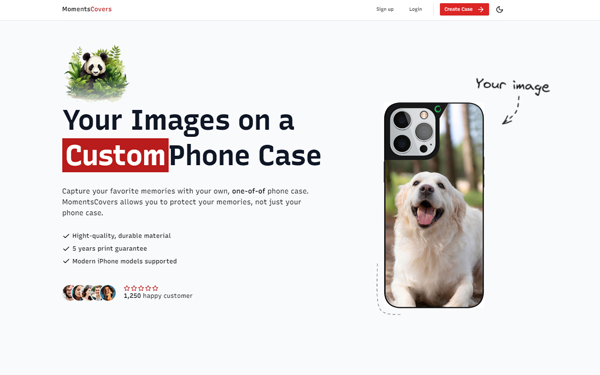 MomentsCovers
Sign up
Login
Create Case
Your image
Your Images on a
Custom Phone Case
Capture your favorite memories with your own, one-of-of phone case.
MomentsCovers allows you to protect your memories, not just your
phone case.
Hight-quality, durable material
5 years print guarantee
Modern iPhone models supported
1,250 happy customer